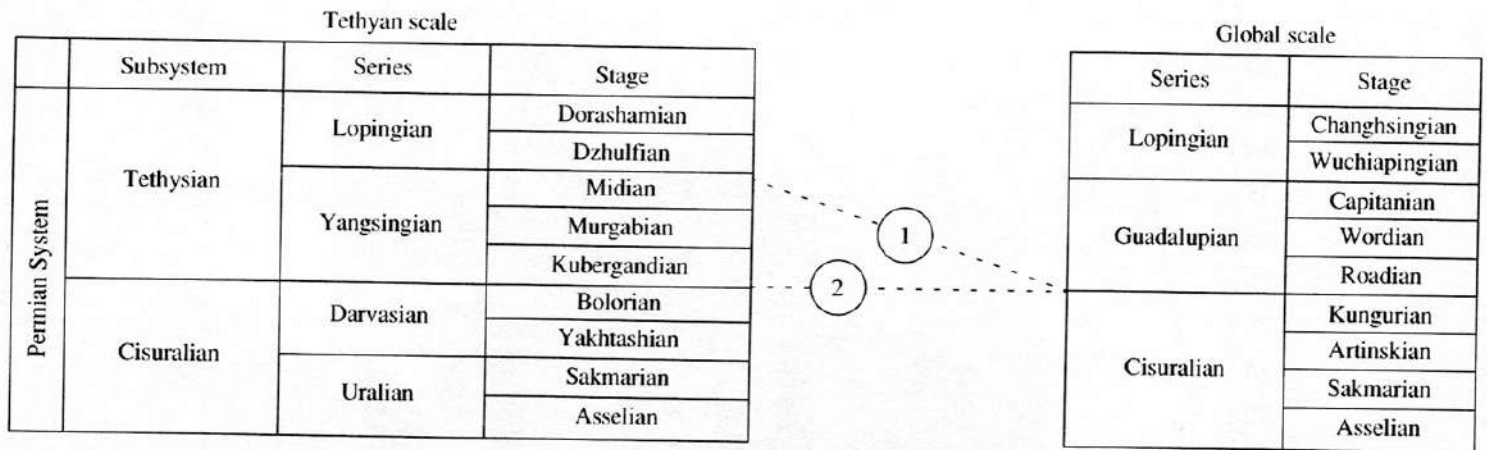 Tethyan scale
Subsystem Series Stage
Permian System
Tethysian
Lopingian
Dorashamian
Dzhulfian
Yangsingian
Midian
Murgabian
Kubergandian
Cisuralian
Darvasian
Bolorian
Yakhtashian
Uralian
Sakmarian
Asselian
1
2
Global scale
Series Stage
Lopingian
Changhsingian
Wuchiapingian
Guadalupian
Capitanian
Wordian
Roadian
Cisuralian
Kungurian
Artinskian
Sakmarian
Asselian